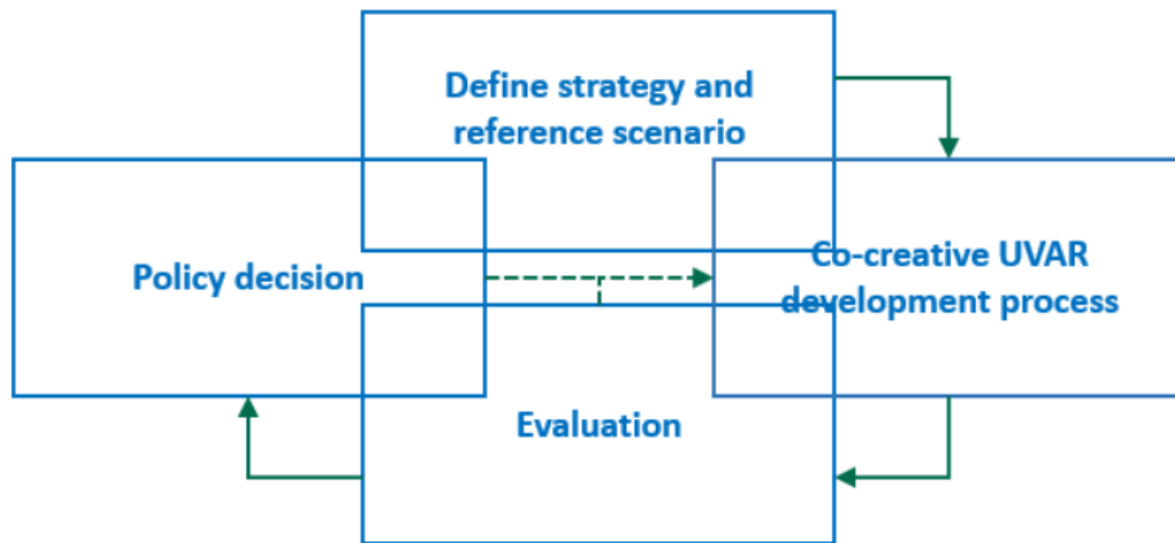 Define strategy and
reference scenario
Policy decision
Co-creative UVAR
development process
Evaluation